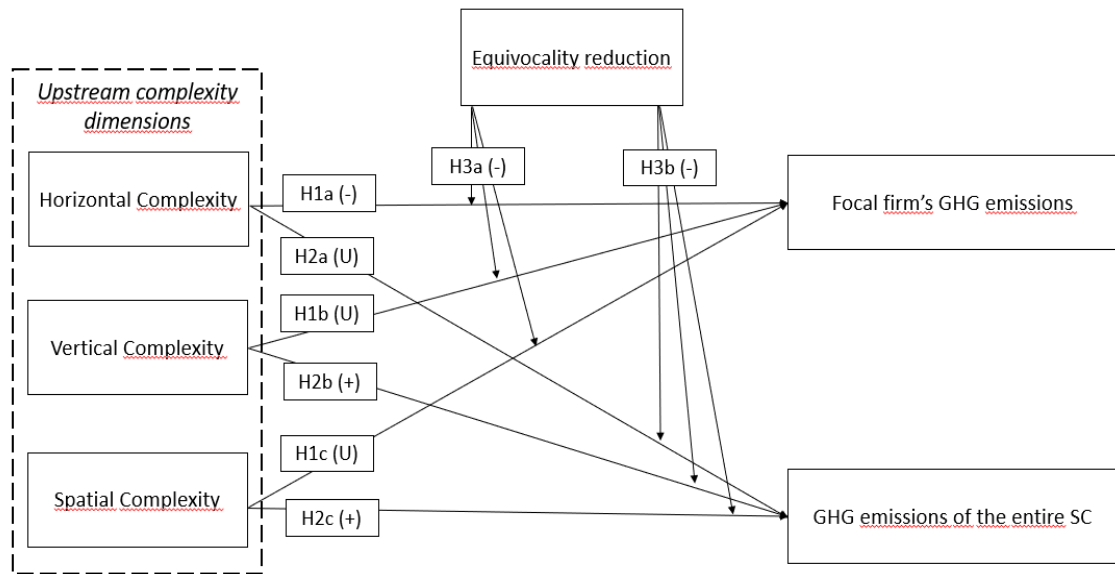 Equivocality reduction
Upstream complexity
dimensions
H3a (-)
H3b (-)
Horizontal Complexity
H1a (-)
Focal firm's GHG emissions
H2a (U)
H1b (U)
Vertical Complexity
H2b (+)
H1c (U)
Spatial Complexity
H2c (+)
GHG emissions of the entire SC